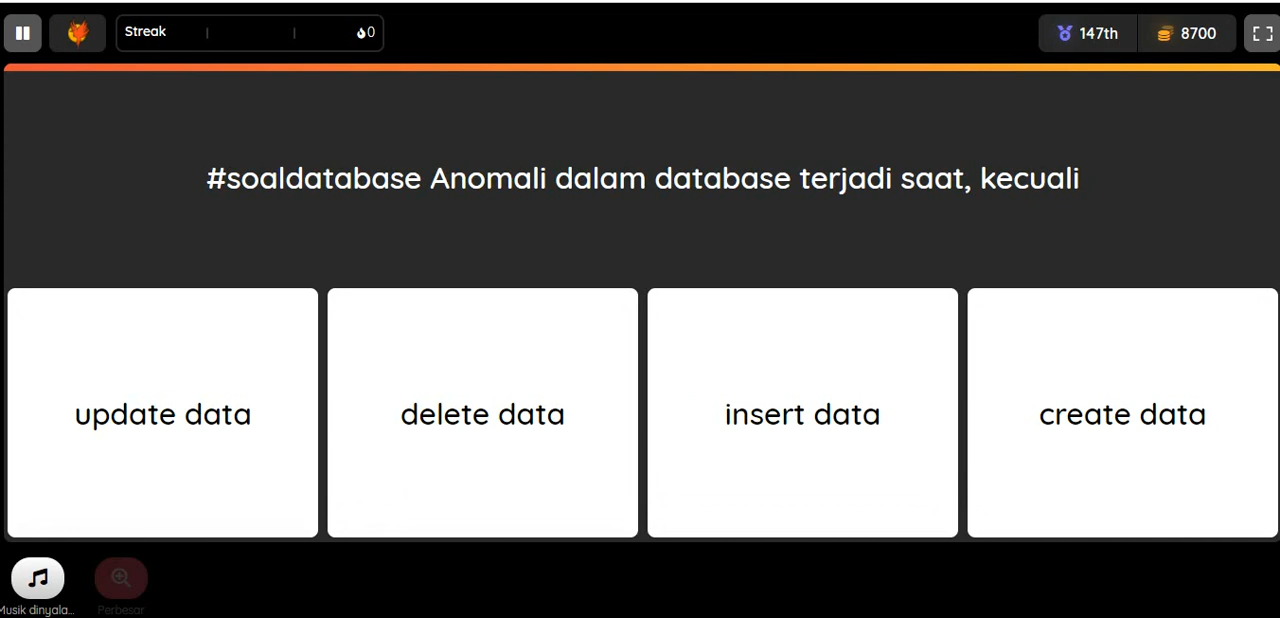 Streak
0
147th
8700
#soaldatabase Anomali dalam database terjadi saat, kecuali
update data
delete data
insert data
create data
Musik dinyala...
Perbesar